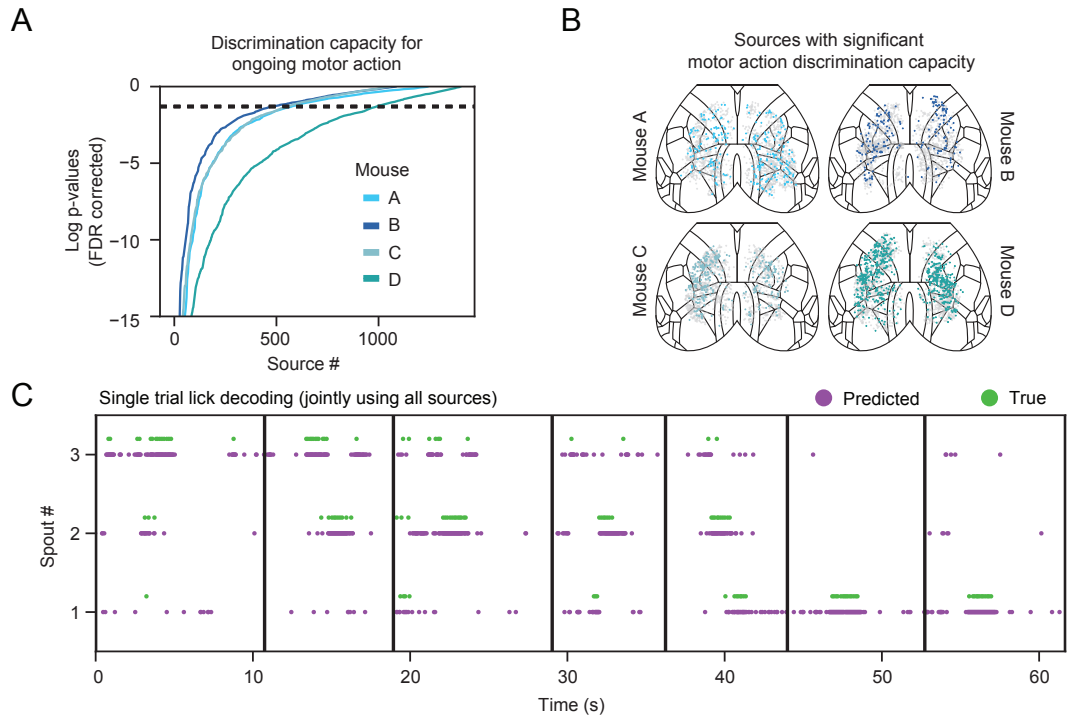 A
Discrimination capacity for
ongoing motor action
Log p-values
(FDR corrected)
0
−5
−10
−15
Mouse
A
B
C
D
0
500
1000
Source #
B
Sources with significant
motor action discrimination capacity
Mouse A
Mouse B
Mouse C
Mouse D
C
Single trial lick decoding (jointly using all sources)
Predicted
True
Spout #
3
2
1
0
10
20
30
40
50
60
Time (s)